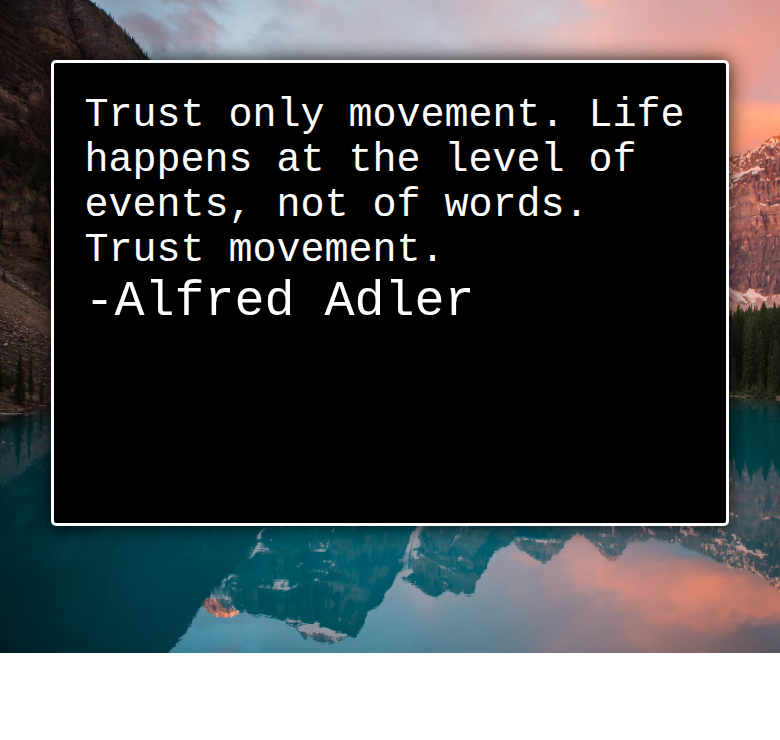 Trust only movement. Life
happens at the level of
events, not of words.
Trust movement.
-Alfred Adler